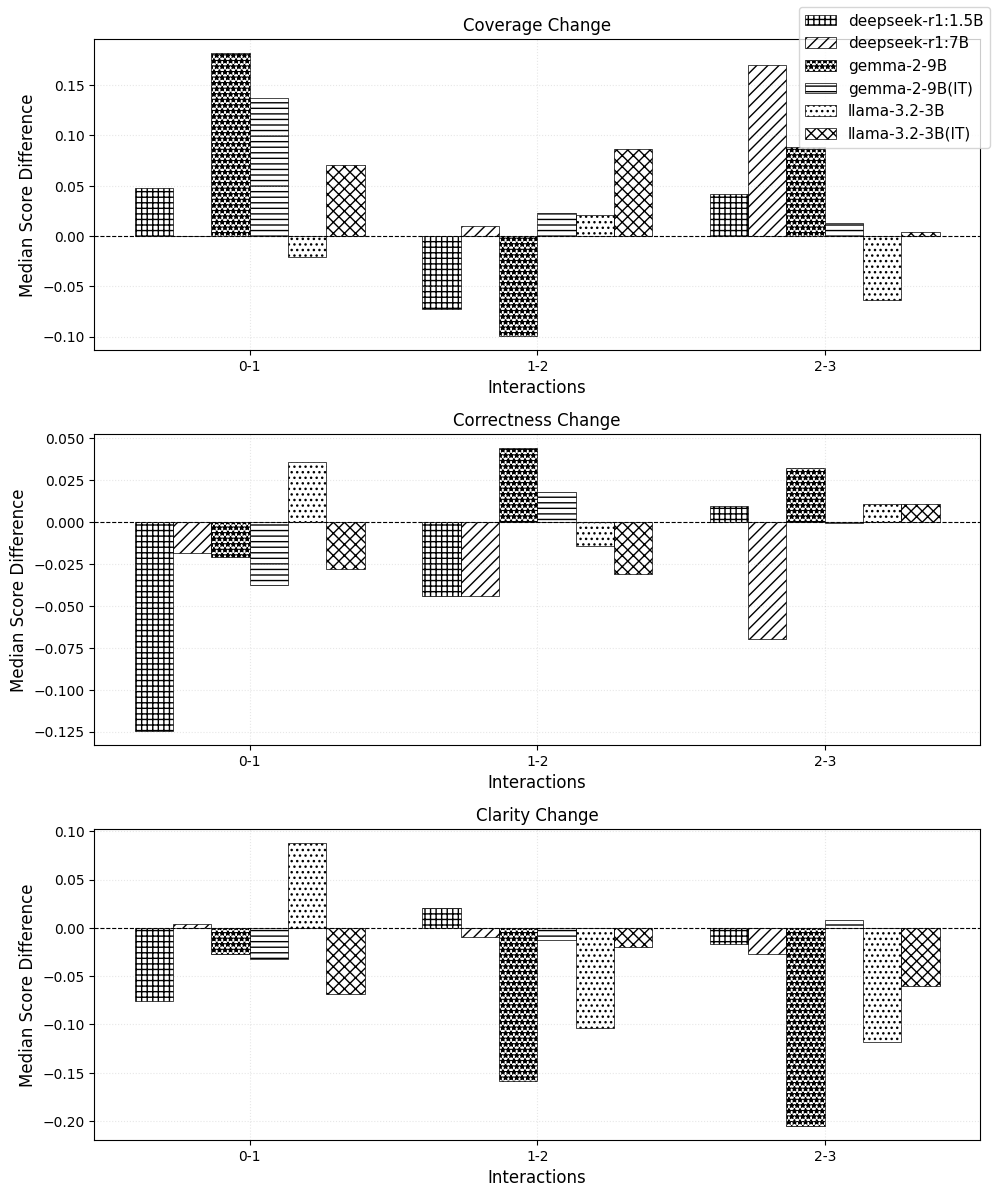 Coverage Change
deepseek-r1:1.5B
deepseek-r1:7B
gemma-2-9B
gemma-2-9B(IT)
llama-3.2-3B
llama-3.2-3B(IT)
Median Score Difference
0.15
0.10
0.05
0.00
−0.05
−0.10
0-1
1-2
2-3
Interactions
Correctness Change
Median Score Difference
0.050
0.025
0.000
−0.025
−0.050
−0.075
−0.100
−0.125
0-1
1-2
2-3
Interactions
Clarity Change
Median Score Difference
0.10
0.05
0.00
−0.05
−0.10
−0.15
−0.20
0-1
1-2
2-3
Interactions